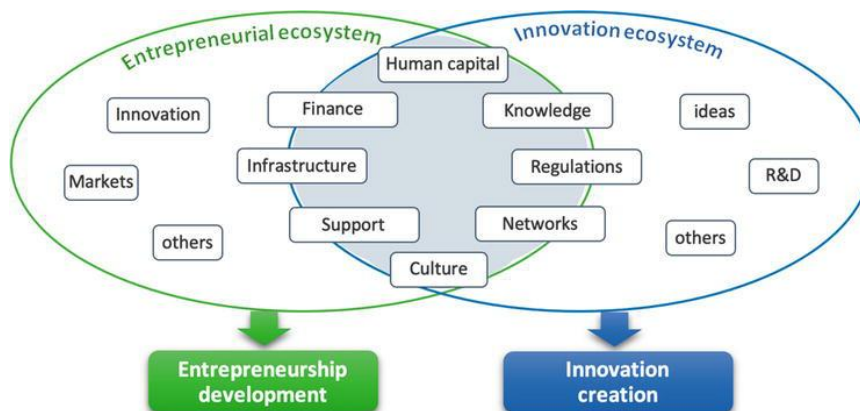 Entrepreneurial ecosystem
Innovation ecosystem
Human capital
Finance
Knowledge
Innovation
ideas
Infrastructure
Regulations
Markets
R&D
Support
Networks
others
others
Culture
Entrepreneurship
development
Innovation
creation